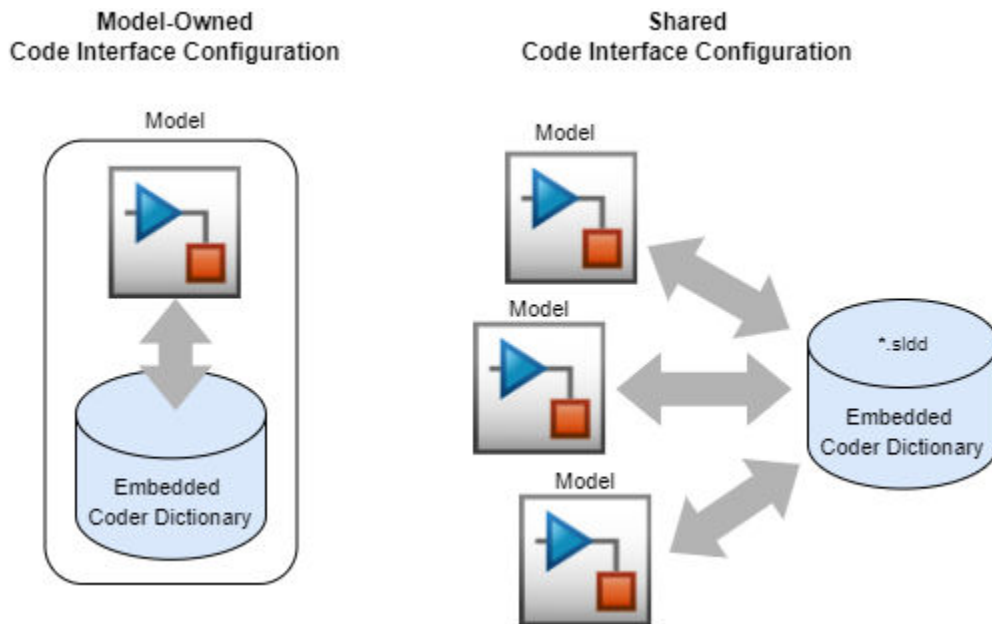 Model-Owned
Code Interface Configuration
Model
Embedded
Coder Dictionary
Shared
Code Interface Configuration
Model
Model
Model
*.sldd
Embedded
Coder Dictionary